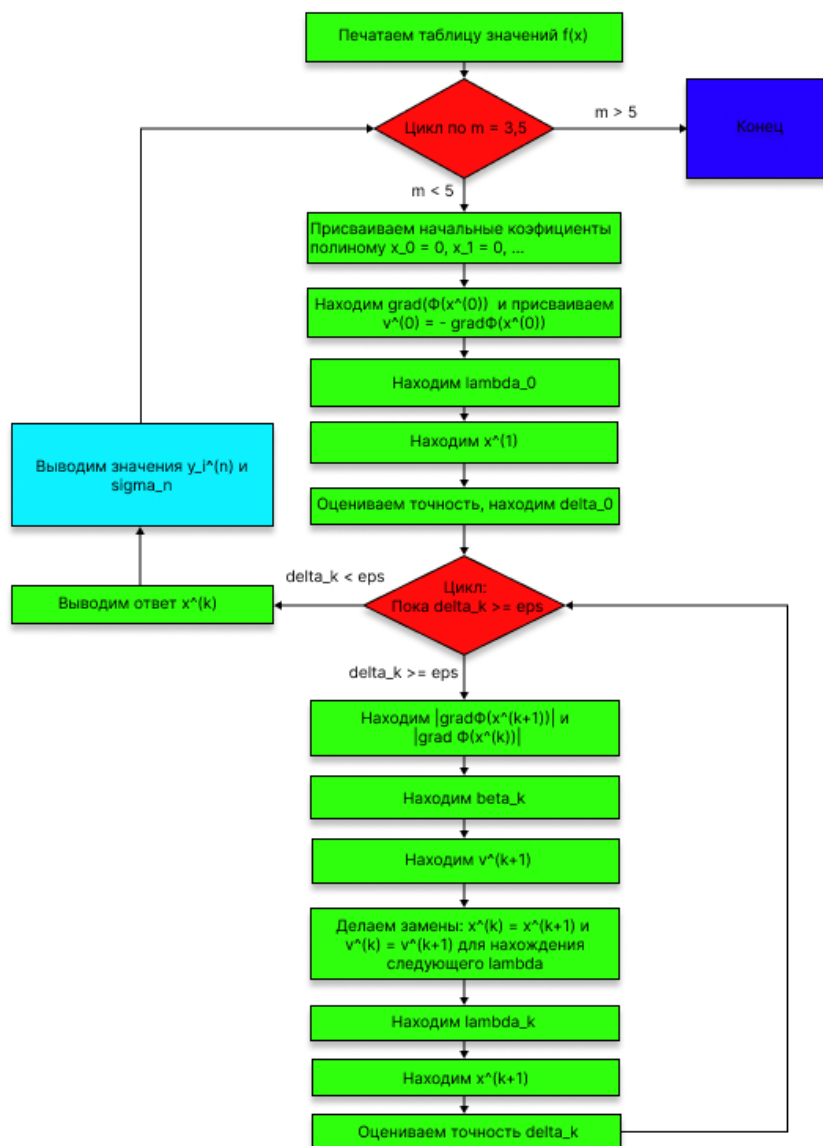 Печатаем таблицу значений f(x)
Цикл по m = 3,5
m > 5
Конец
m < 5
Присваиваем начальные коэфициенты
полиному x_0 = 0, x_1 = 0, ...
Находим grad(Ф(x^(0)) и присваиваем
v^(0) = - gradФ(x^(0))
Находим lambda_0
Находим x^(1)
Выводим значения y_i^(n) и
sigma_n
Оцениваем точность, находим delta_0
delta_k < eps
Цикл:
Пока delta_k >= eps
Выводим ответ x^(k)
delta_k >= eps
Находим |gradФ(x^(k+1))| и
|grad Ф(x^(k))|
Находим beta_k
Находим v^(k+1)
Делаем замены: x^(k) = x^(k+1) и
v^(k) = v^(k+1) для нахождения
следующего lambda
Находим lambda_k
Находим x^(k+1)
Оцениваем точность delta_k